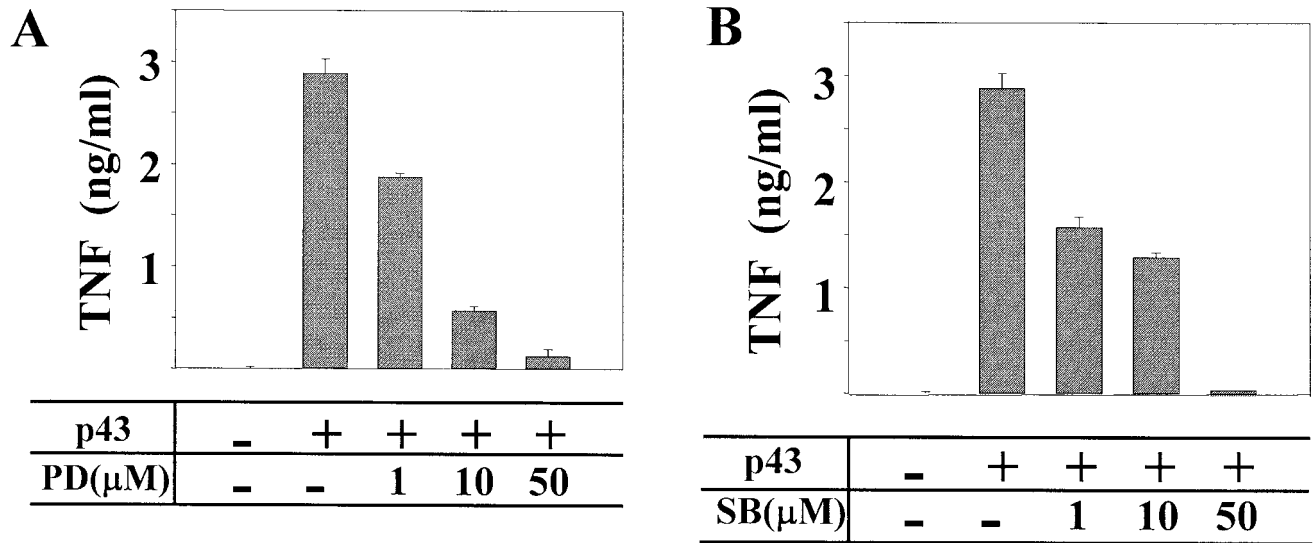 A
TNF (ng/ml)
3
2
1
p43 - + + + +
PD(μM) - - 1 10 50
B
TNF (ng/ml)
3
2
1
p43 - + + + +
SB(μM) - - 1 10 50